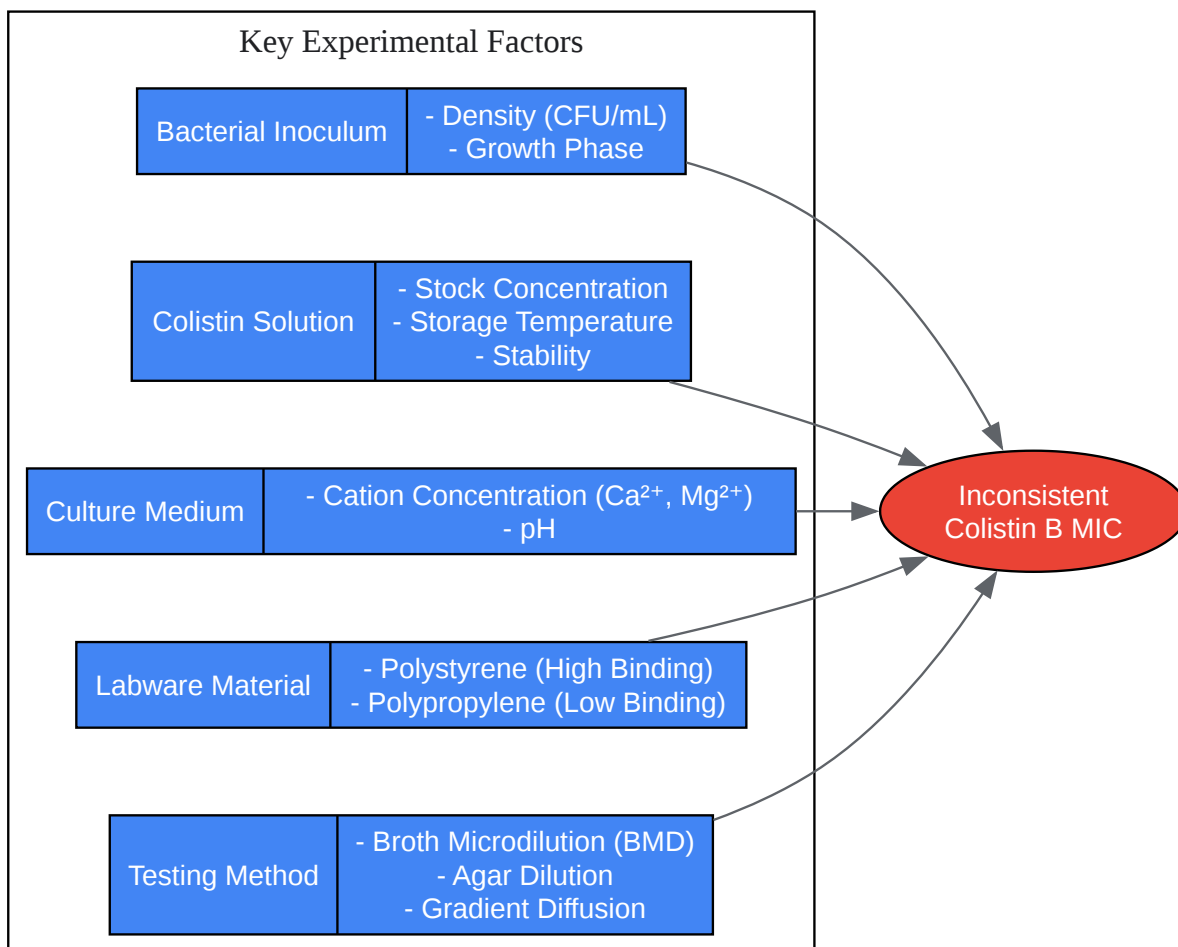 Key Experimental Factors
Bacterial Inoculum
- Density (CFU/mL)
- Growth Phase
Colistin Solution
- Stock Concentration
- Storage Temperature
- Stability
Culture Medium
- Cation Concentration (Ca²⁺, Mg²⁺)
- pH
Labware Material
- Polystyrene (High Binding)
- Polypropylene (Low Binding)
Testing Method
- Broth Microdilution (BMD)
- Agar Dilution
- Gradient Diffusion
Inconsistent
Colistin B MIC